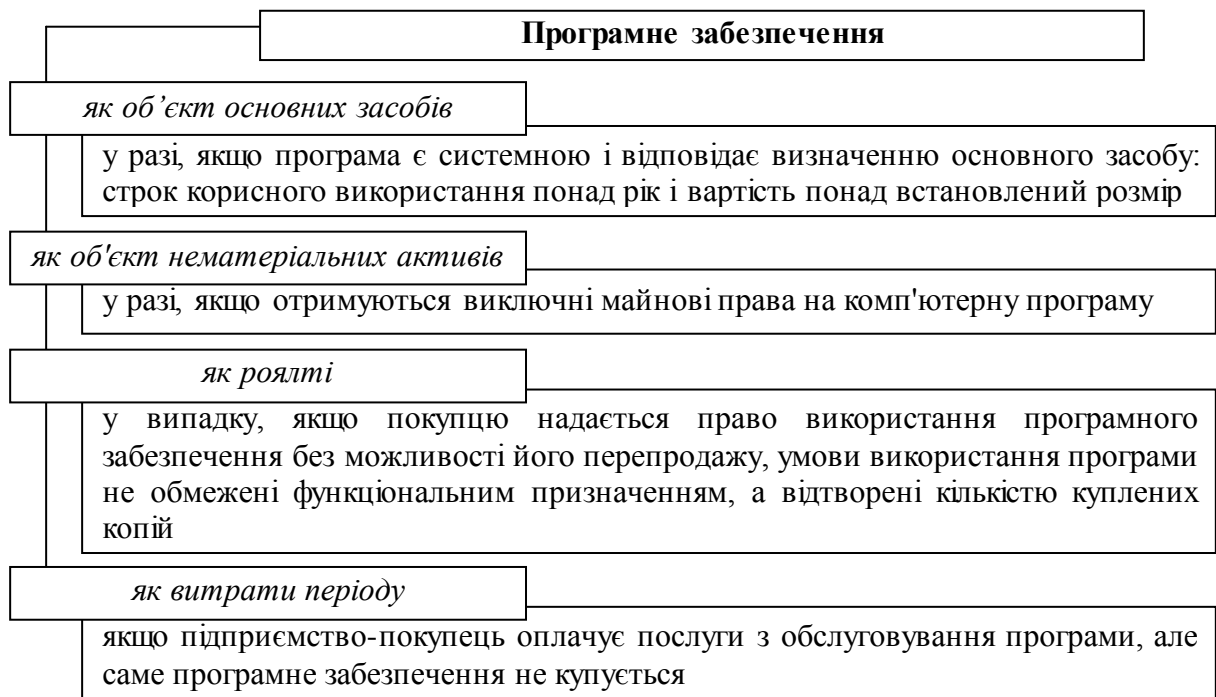 Програмне забезпечення
як об’єкт основних засобів
у разі, якщо програма є системною і відповідає визначенню основного засобу:
строк корисного використання понад рік і вартість понад встановлений розмір
як об'єкт нематеріальних активів
у разі, якщо отримуються виключні майнові права на комп'ютерну програму
як роялті
у випадку, якщо покупцю надається право використання програмного
забезпечення без можливості його перепродажу, умови використання програми
не обмежені функціональним призначенням, а відтворені кількістю куплених
копій
як витрати періоду
якщо підприємство-покупець оплачує послуги з обслуговування програми, але
саме програмне забезпечення не купується